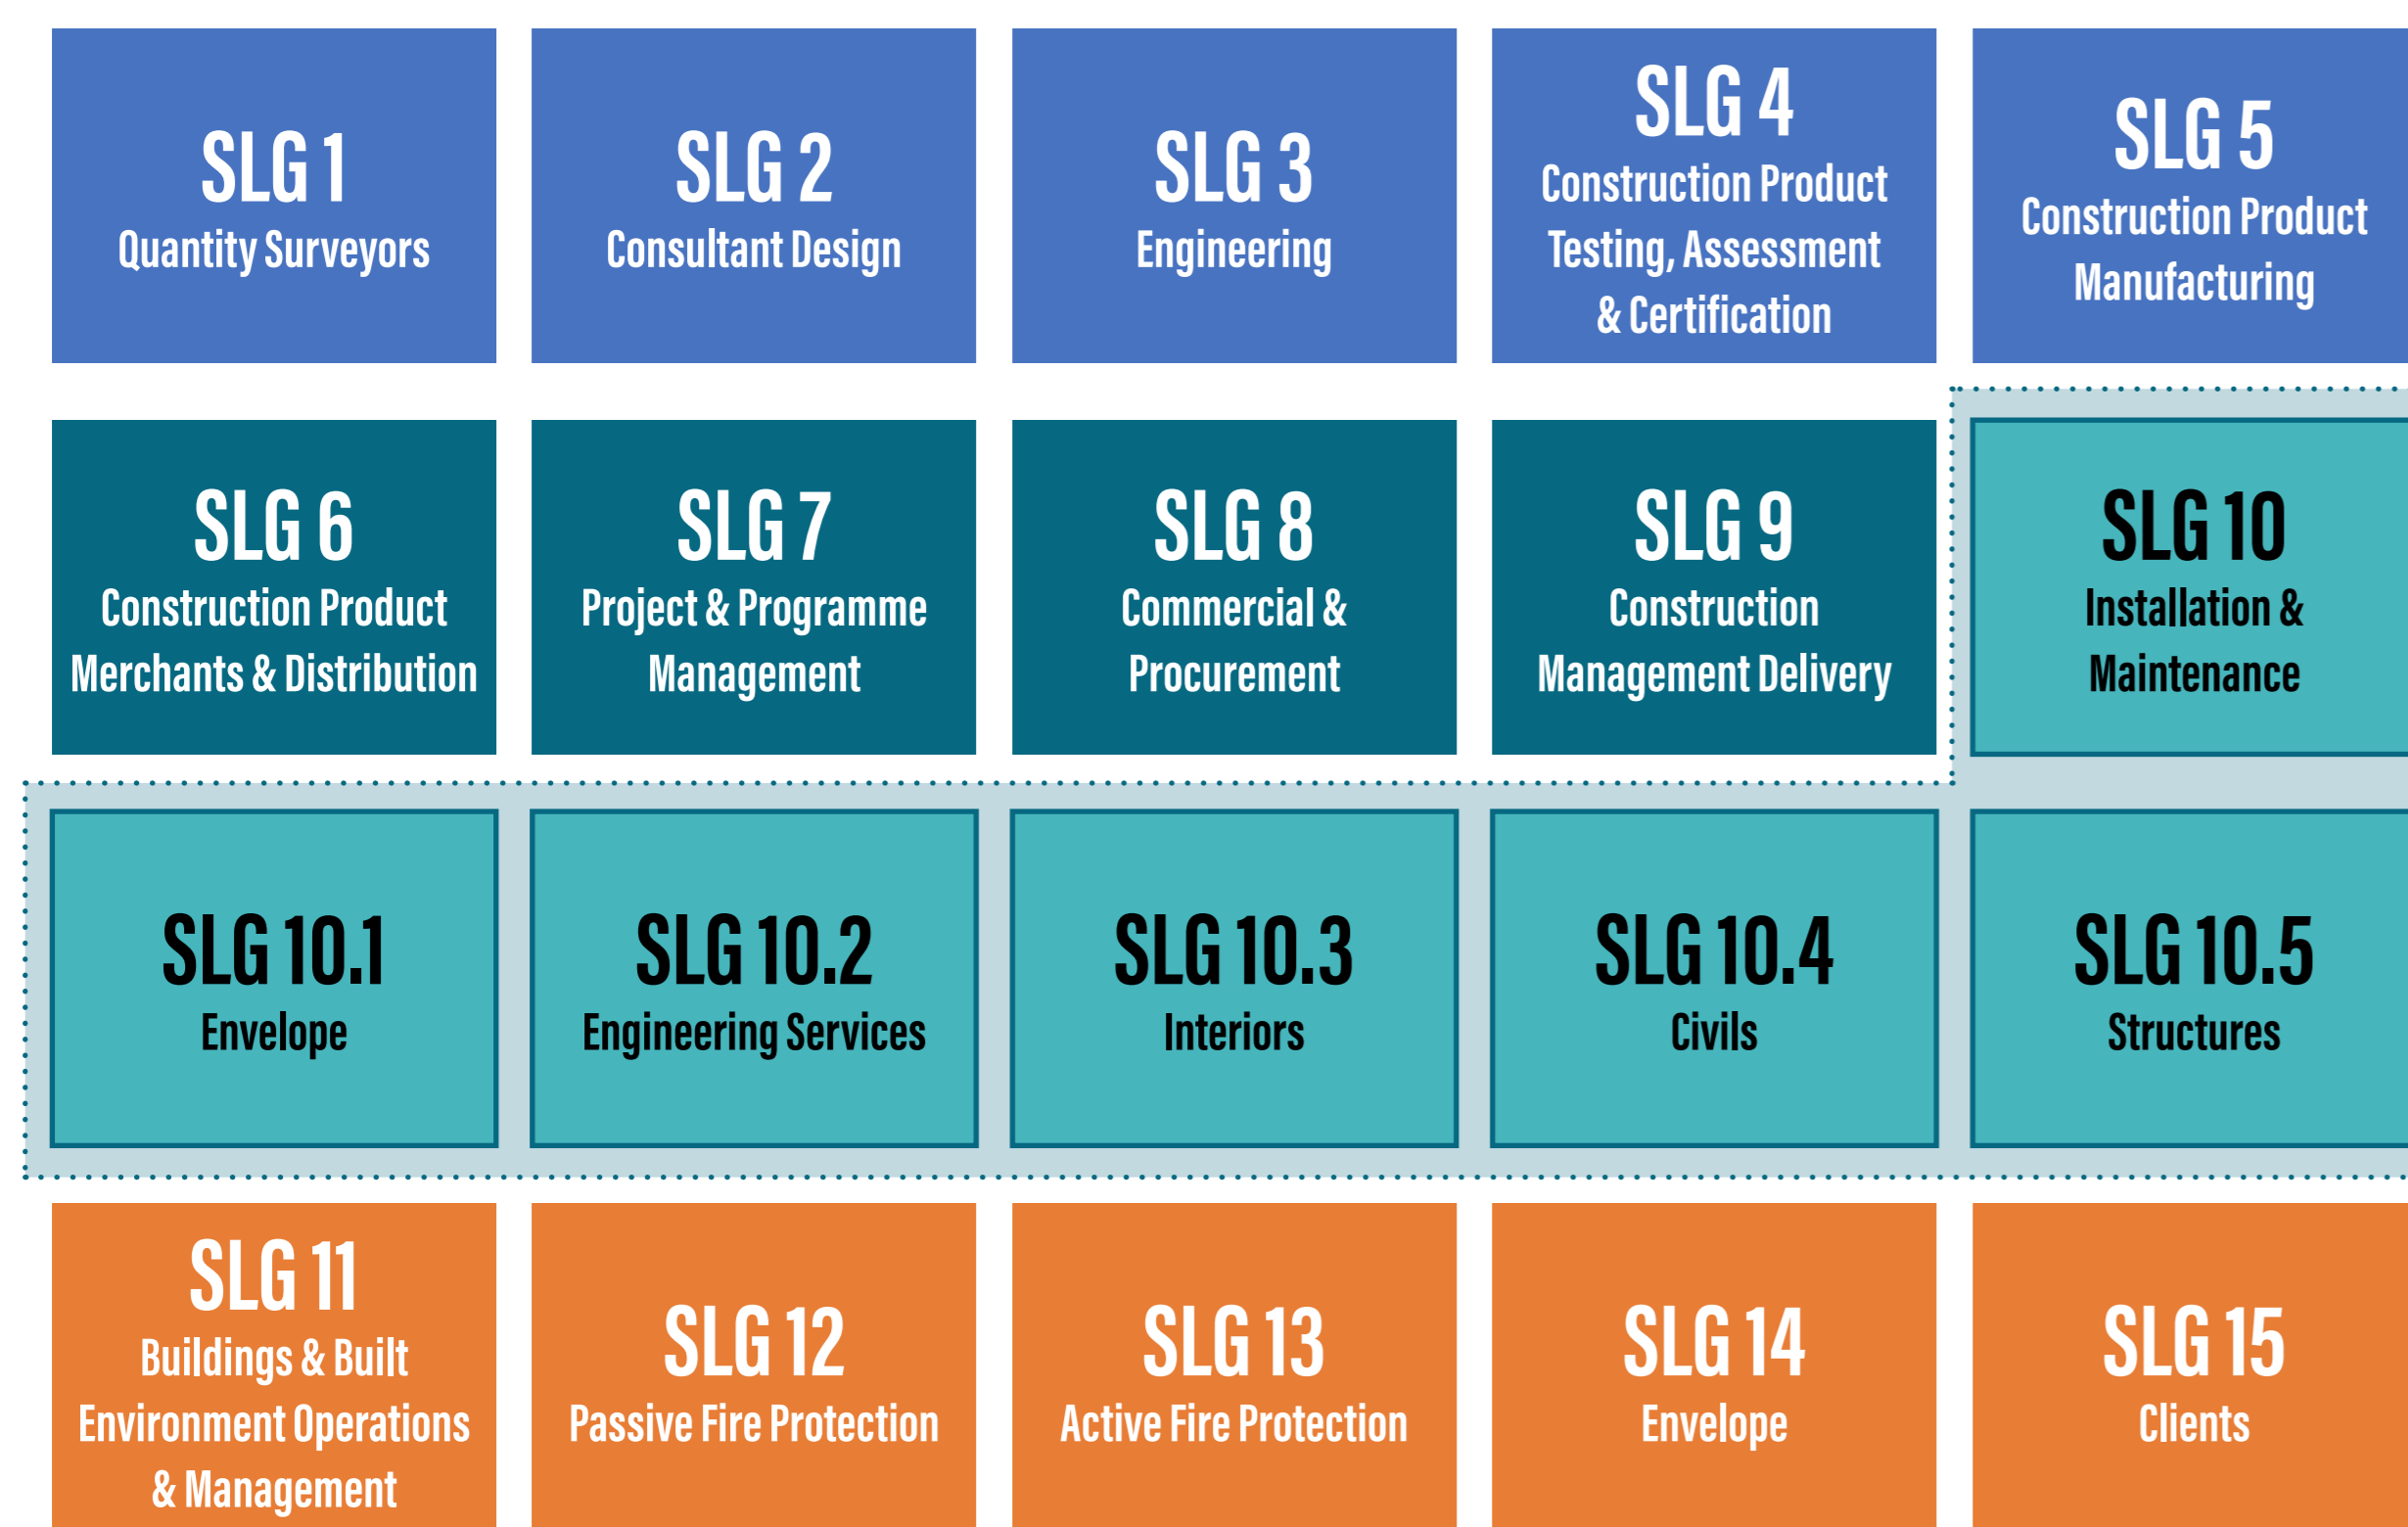 SLG 1
Quantity Surveyors
SLG 2
Consultant Design
SLG 3
Engineering
SLG 4
Construction Product
Testing, Assessment
& Certification
SLG 5
Construction Product
Manufacturing
SLG 6
Construction Product
Merchants & Distribution
SLG 7
Project & Programme
Management
SLG 8
Commercial &
Procurement
SLG 9
Construction
Management Delivery
SLG 10
Installation &
Maintenance
SLG 10.1
Envelope
SLG 10.2
Engineering Services
SLG 10.3
Interiors
SLG 10.4
Civils
SLG 10.5
Structures
SLG 11
Buildings & Built
Environment Operations
& Management
SLG 12
Passive Fire Protection
SLG 13
Active Fire Protection
SLG 14
Envelope
SLG 15
Clients